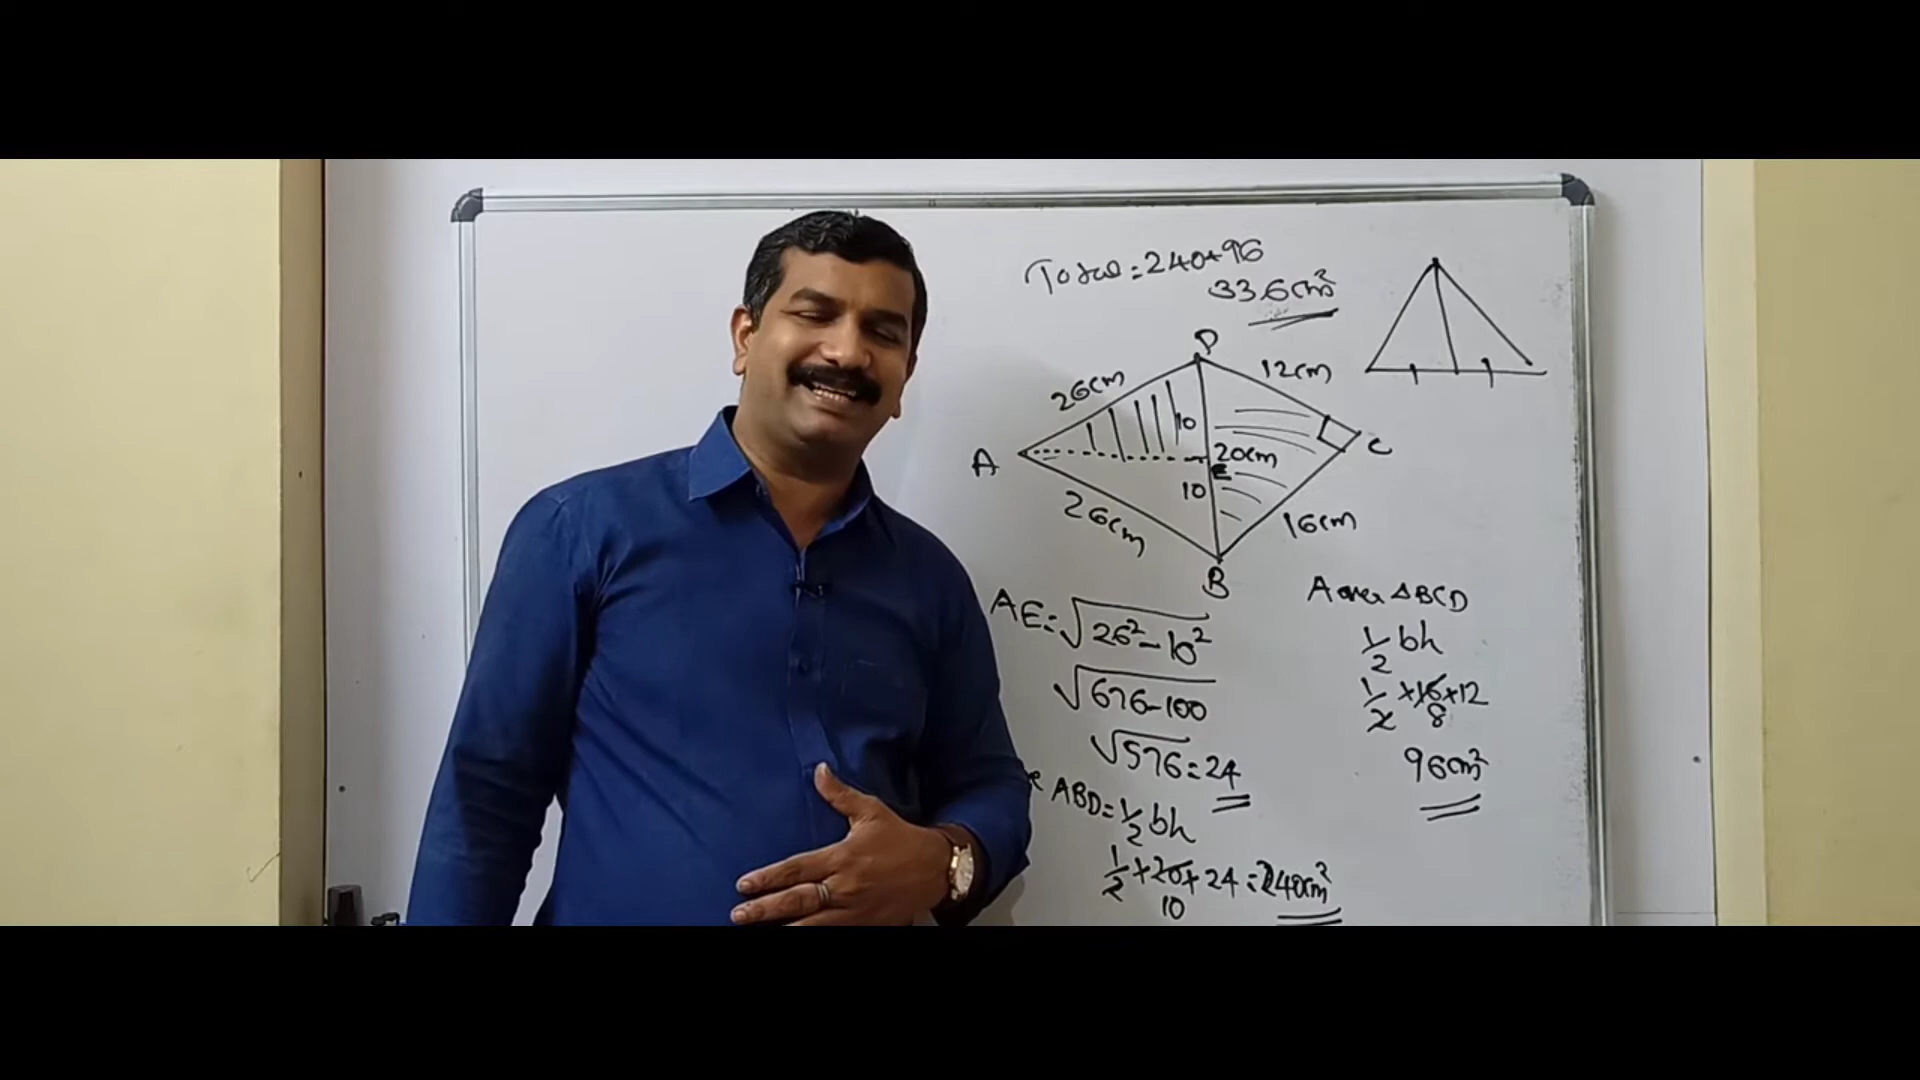 Total = 240+96
336cm²
D
26cm
12cm
10
A
20cm
E
C
10
26cm
16cm
B
AE = √26²-10²
√676-100
√576 = 24
ABD = 1/2 bh
1/2 × 20 × 24 = 240cm²
10
Area △BCD
1/2 bh
1/2 × 16 × 12
8
96cm²